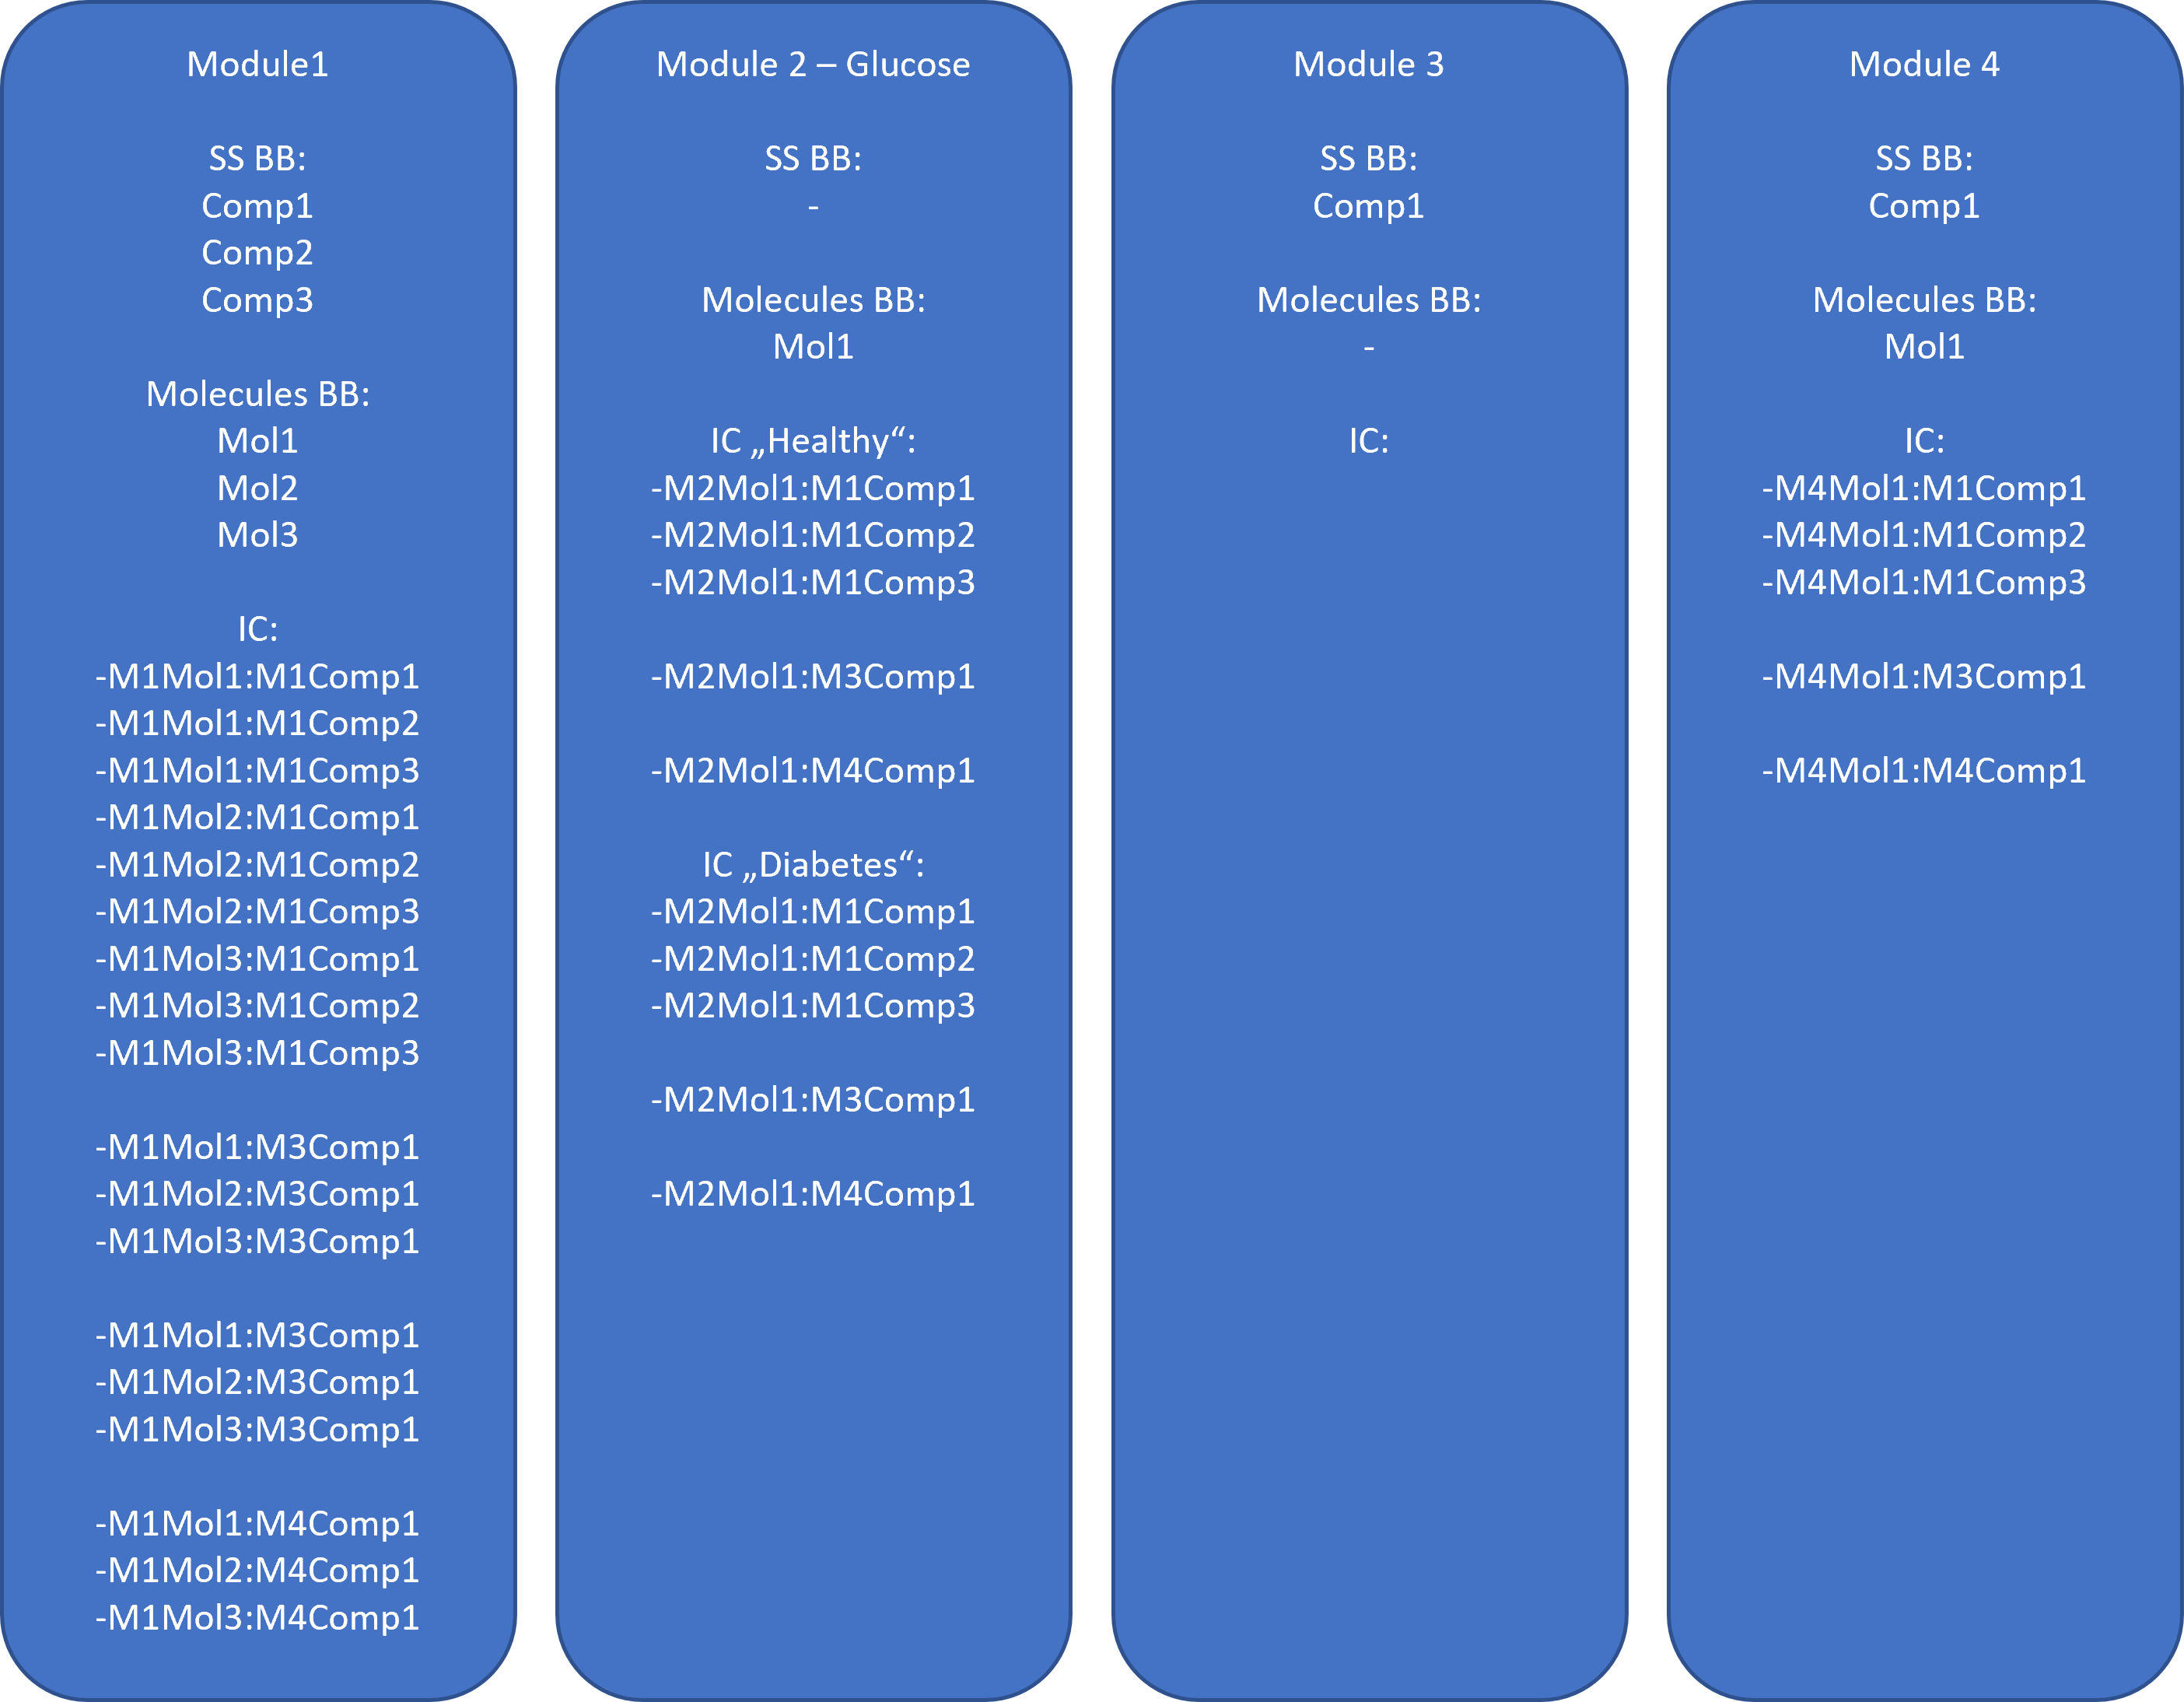 Module1
SS BB:
Comp1
Comp2
Comp3
Molecules BB:
Mol1
Mol2
Mol3
IC:
-M1Mol1:M1Comp1
-M1Mol1:M1Comp2
-M1Mol1:M1Comp3
-M1Mol2:M1Comp1
-M1Mol2:M1Comp2
-M1Mol2:M1Comp3
-M1Mol3:M1Comp1
-M1Mol3:M1Comp2
-M1Mol3:M1Comp3
-M1Mol1:M3Comp1
-M1Mol2:M3Comp1
-M1Mol3:M3Comp1
-M1Mol1:M3Comp1
-M1Mol2:M3Comp1
-M1Mol3:M3Comp1
-M1Mol1:M4Comp1
-M1Mol2:M4Comp1
-M1Mol3:M4Comp1
Module 2 – Glucose
SS BB:
-
Molecules BB:
Mol1
IC „Healthy“:
-M2Mol1:M1Comp1
-M2Mol1:M1Comp2
-M2Mol1:M1Comp3
-M2Mol1:M3Comp1
-M2Mol1:M4Comp1
IC „Diabetes“:
-M2Mol1:M1Comp1
-M2Mol1:M1Comp2
-M2Mol1:M1Comp3
-M2Mol1:M3Comp1
-M2Mol1:M4Comp1
Module 3
SS BB:
Comp1
Molecules BB:
-
IC:
Module 4
SS BB:
Comp1
Molecules BB:
Mol1
IC:
-M4Mol1:M1Comp1
-M4Mol1:M1Comp2
-M4Mol1:M1Comp3
-M4Mol1:M3Comp1
-M4Mol1:M4Comp1